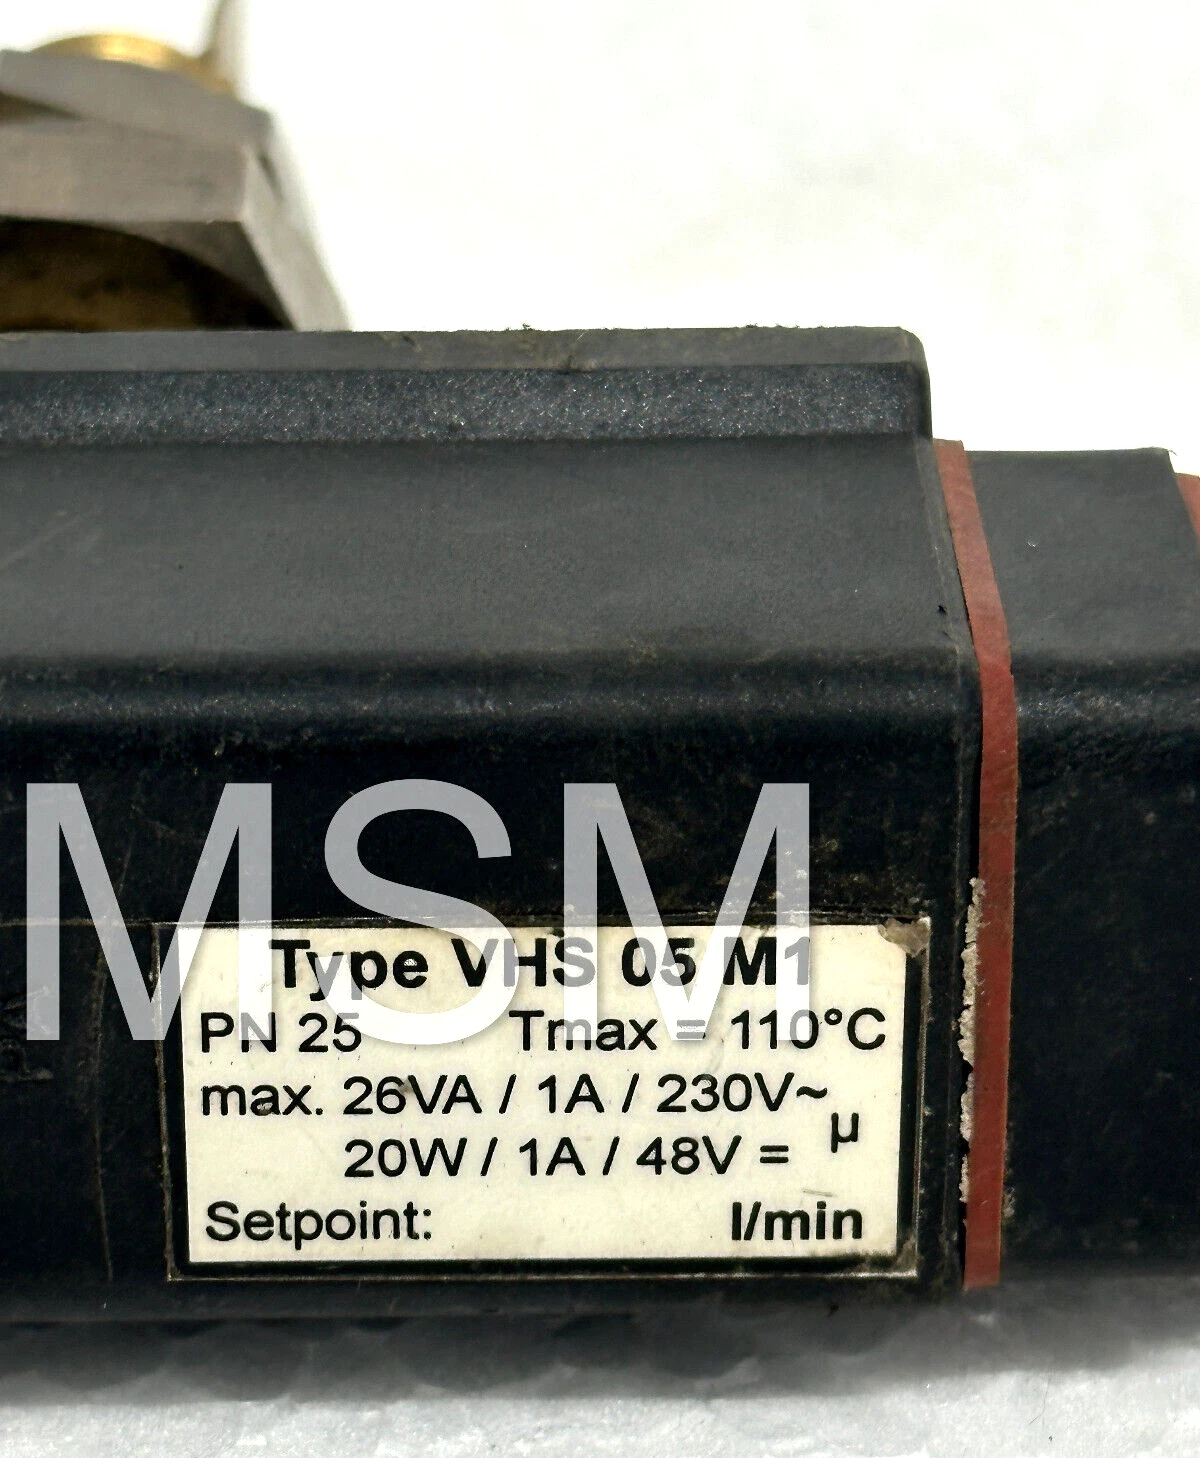 MSM
Type VHS 05 M1
PN 25 Tmax = 110°C
max. 26VA / 1A / 230V~
µ
20W / 1A / 48V =
Setpoint: l/min